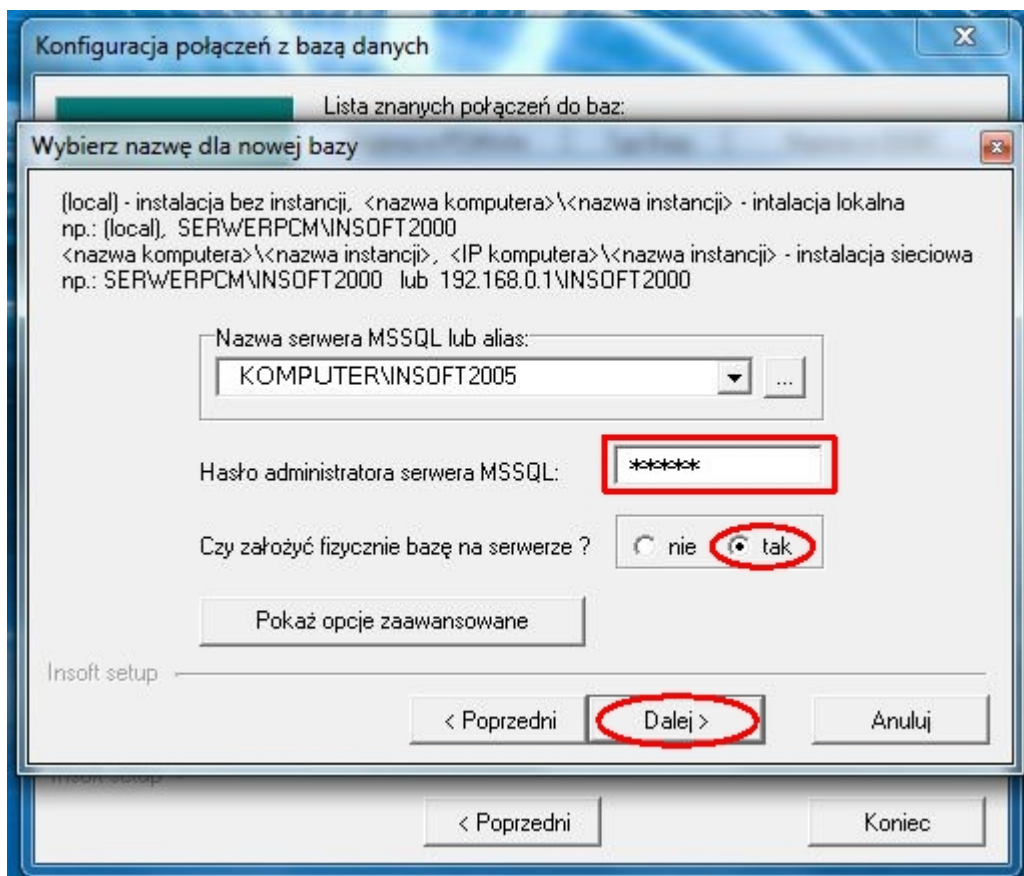 Konfiguracja połączeń z bazą danych
Lista znanych połączeń do baz:
Wybierz nazwę dla nowej bazy
(local) - instalacja bez instancji, <nazwa komputera>\<nazwa instancji> - intalacja lokalna
np.: (local), SERWERPCM\INSOFT2000
<nazwa komputera>\<nazwa instancji>, <IP komputera>\<nazwa instancji> - instalacja sieciowa
np.: SERWERPCM\INSOFT2000 lub 192.168.0.1\INSOFT2000
Nazwa serwera MSSQL lub alias:
KOMPUTER\INSOFT2005
...
Hasło administratora serwera MSSQL:
*****
Czy założyć fizycznie bazę na serwerze ?
nie
tak
Pokaż opcje zaawansowane
Insoft setup
< Poprzedni
Dalej >
Anuluj
Insoft setup
< Poprzedni
Koniec